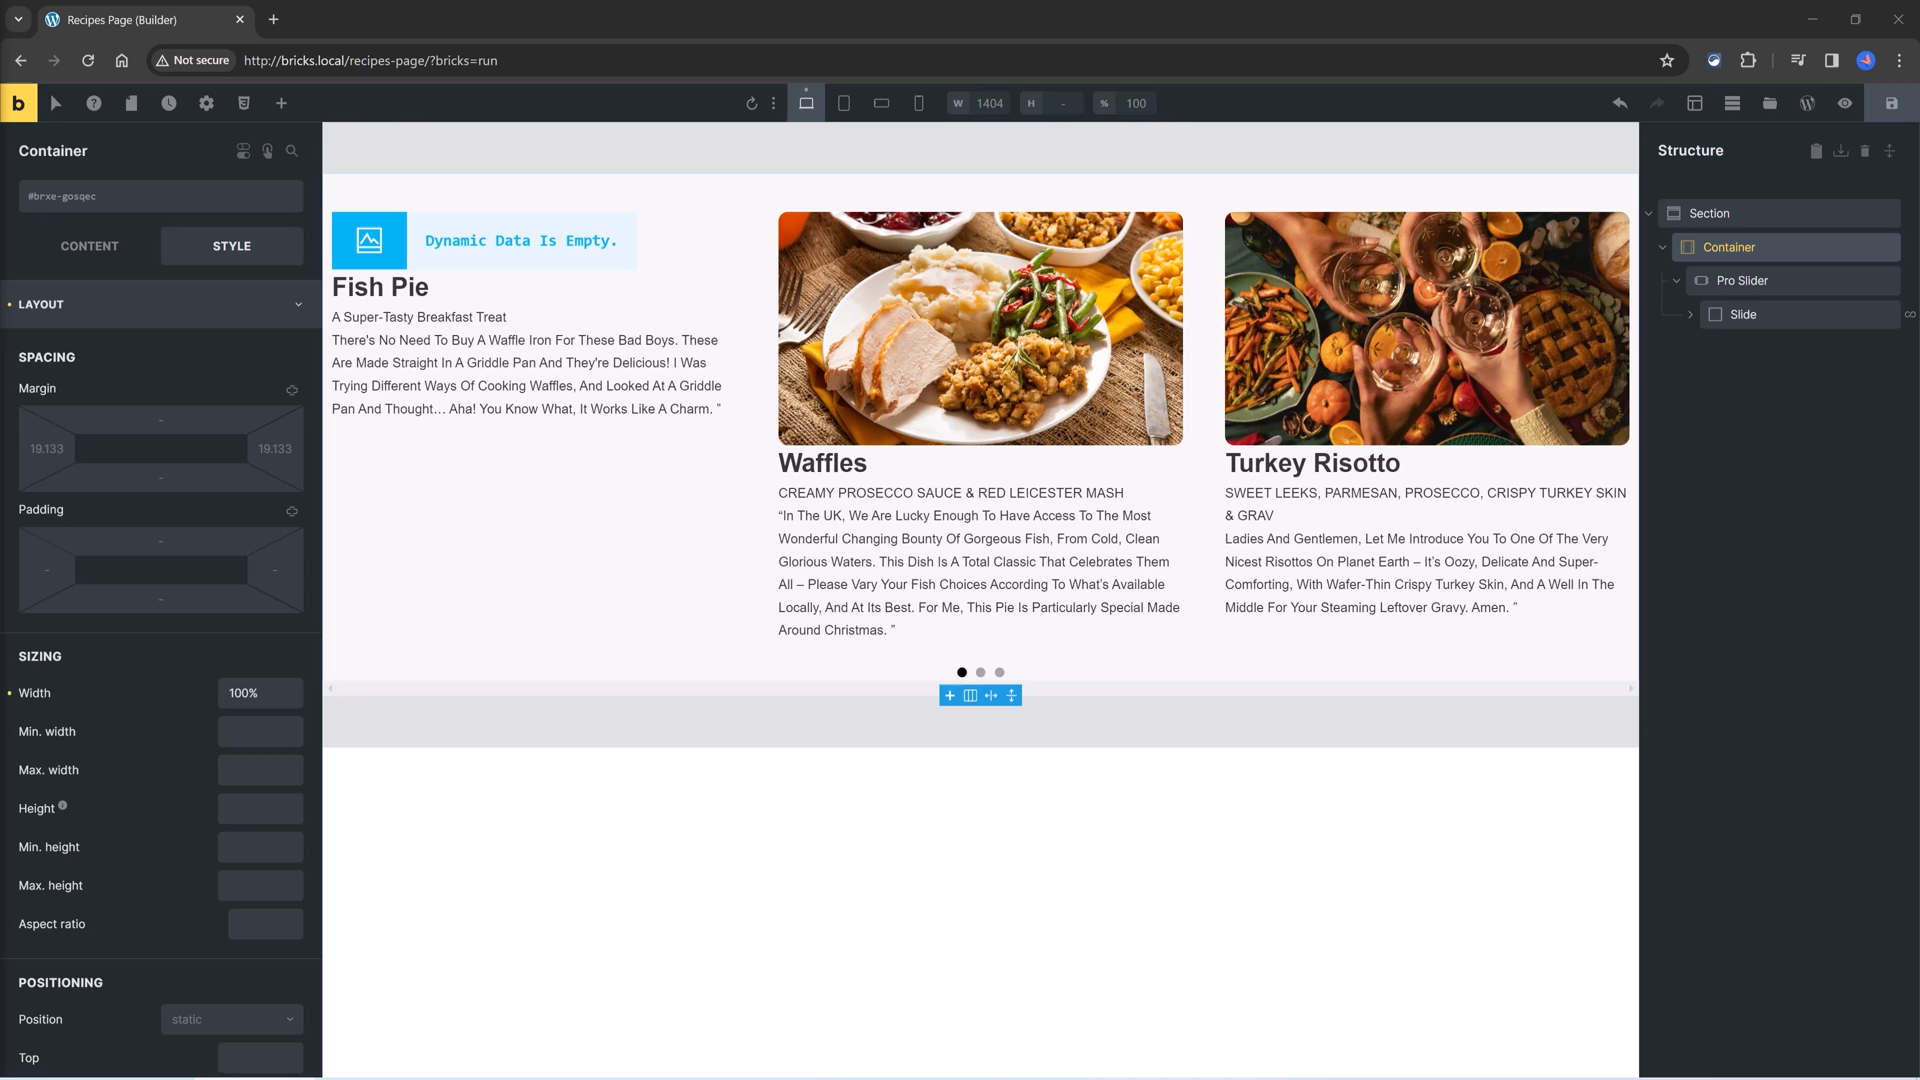 Recipes Page (Builder)
Not secure
http://bricks.local/recipes-page/?bricks=run
b
W 1404 H - % 100
Container
#brxe-gosqec
CONTENT STYLE
LAYOUT
SPACING
Margin
-
19.133 19.133
-
Padding
-
- -
-
SIZING
Width 100%
Min. width
Max. width
Height
Min. height
Max. height
Aspect ratio
POSITIONING
Position static
Top
Dynamic Data Is Empty.
Fish Pie
A Super-Tasty Breakfast Treat
There's No Need To Buy A Waffle Iron For These Bad Boys. These
Are Made Straight In A Griddle Pan And They're Delicious! I Was
Trying Different Ways Of Cooking Waffles, And Looked At A Griddle
Pan And Thought… Aha! You Know What, It Works Like A Charm. ”
Waffles
CREAMY PROSECCO SAUCE & RED LEICESTER MASH
“In The UK, We Are Lucky Enough To Have Access To The Most
Wonderful Changing Bounty Of Gorgeous Fish, From Cold, Clean
Glorious Waters. This Dish Is A Total Classic That Celebrates Them
All – Please Vary Your Fish Choices According To What’s Available
Locally, And At Its Best. For Me, This Pie Is Particularly Special Made
Around Christmas. ”
Turkey Risotto
SWEET LEEKS, PARMESAN, PROSECCO, CRISPY TURKEY SKIN
& GRAV
Ladies And Gentlemen, Let Me Introduce You To One Of The Very
Nicest Risottos On Planet Earth – It’s Oozy, Delicate And Super-
Comforting, With Wafer-Thin Crispy Turkey Skin, And A Well In The
Middle For Your Steaming Leftover Gravy. Amen. ”
Structure
Section
Container
Pro Slider
Slide